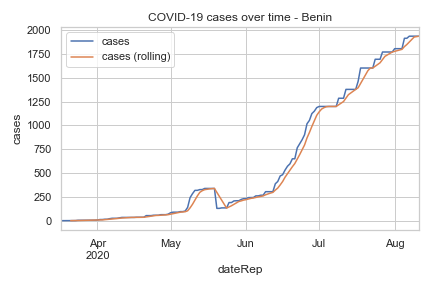 COVID-19 cases over time - Benin
cases
cases (rolling)
2000
1750
1500
1250
1000
750
500
250
0
cases
Apr
2020
May
Jun
Jul
Aug
dateRep